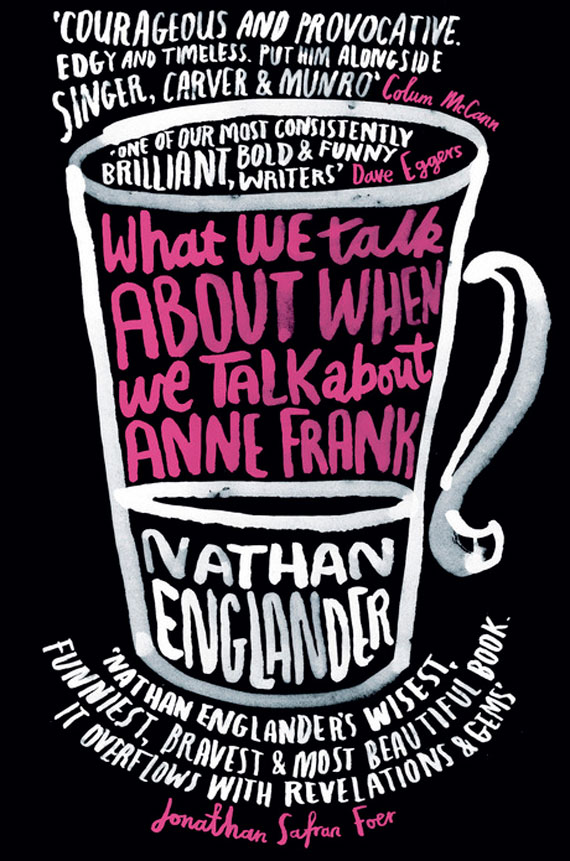 'COURAGEOUS AND PROVOCATIVE.
EDGY AND TIMELESS. PUT HIM ALONGSIDE
SINGER, CARVER & MUNRO' Colum McCann
'ONE OF OUR MOST CONSISTENTLY
BRILLIANT, BOLD & FUNNY
WRITERS' Dave Eggers
What WE talk
ABOUT WHEN
we TALK about
ANNE FRANK
NATHAN
ENGLANDER
'NATHAN ENGLANDER'S WISEST,
FUNNIEST, BRAVEST & MOST BEAUTIFUL BOOK.
IT OVERFLOWS WITH REVELATIONS & GEMS'
Jonathan Safran Foer